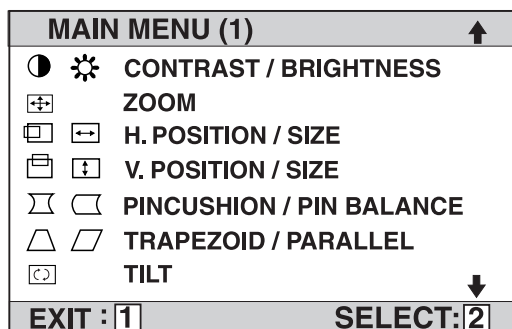 MAIN MENU (1)
CONTRAST / BRIGHTNESS
ZOOM
H. POSITION / SIZE
V. POSITION / SIZE
PINCUSHION / PIN BALANCE
TRAPEZOID / PARALLEL
TILT
EXIT : 1 SELECT: 2